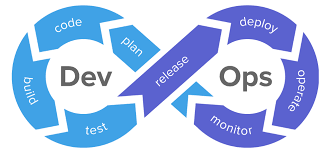 code
plan
build
Dev
test
release
deploy
Ops
operate
monitor